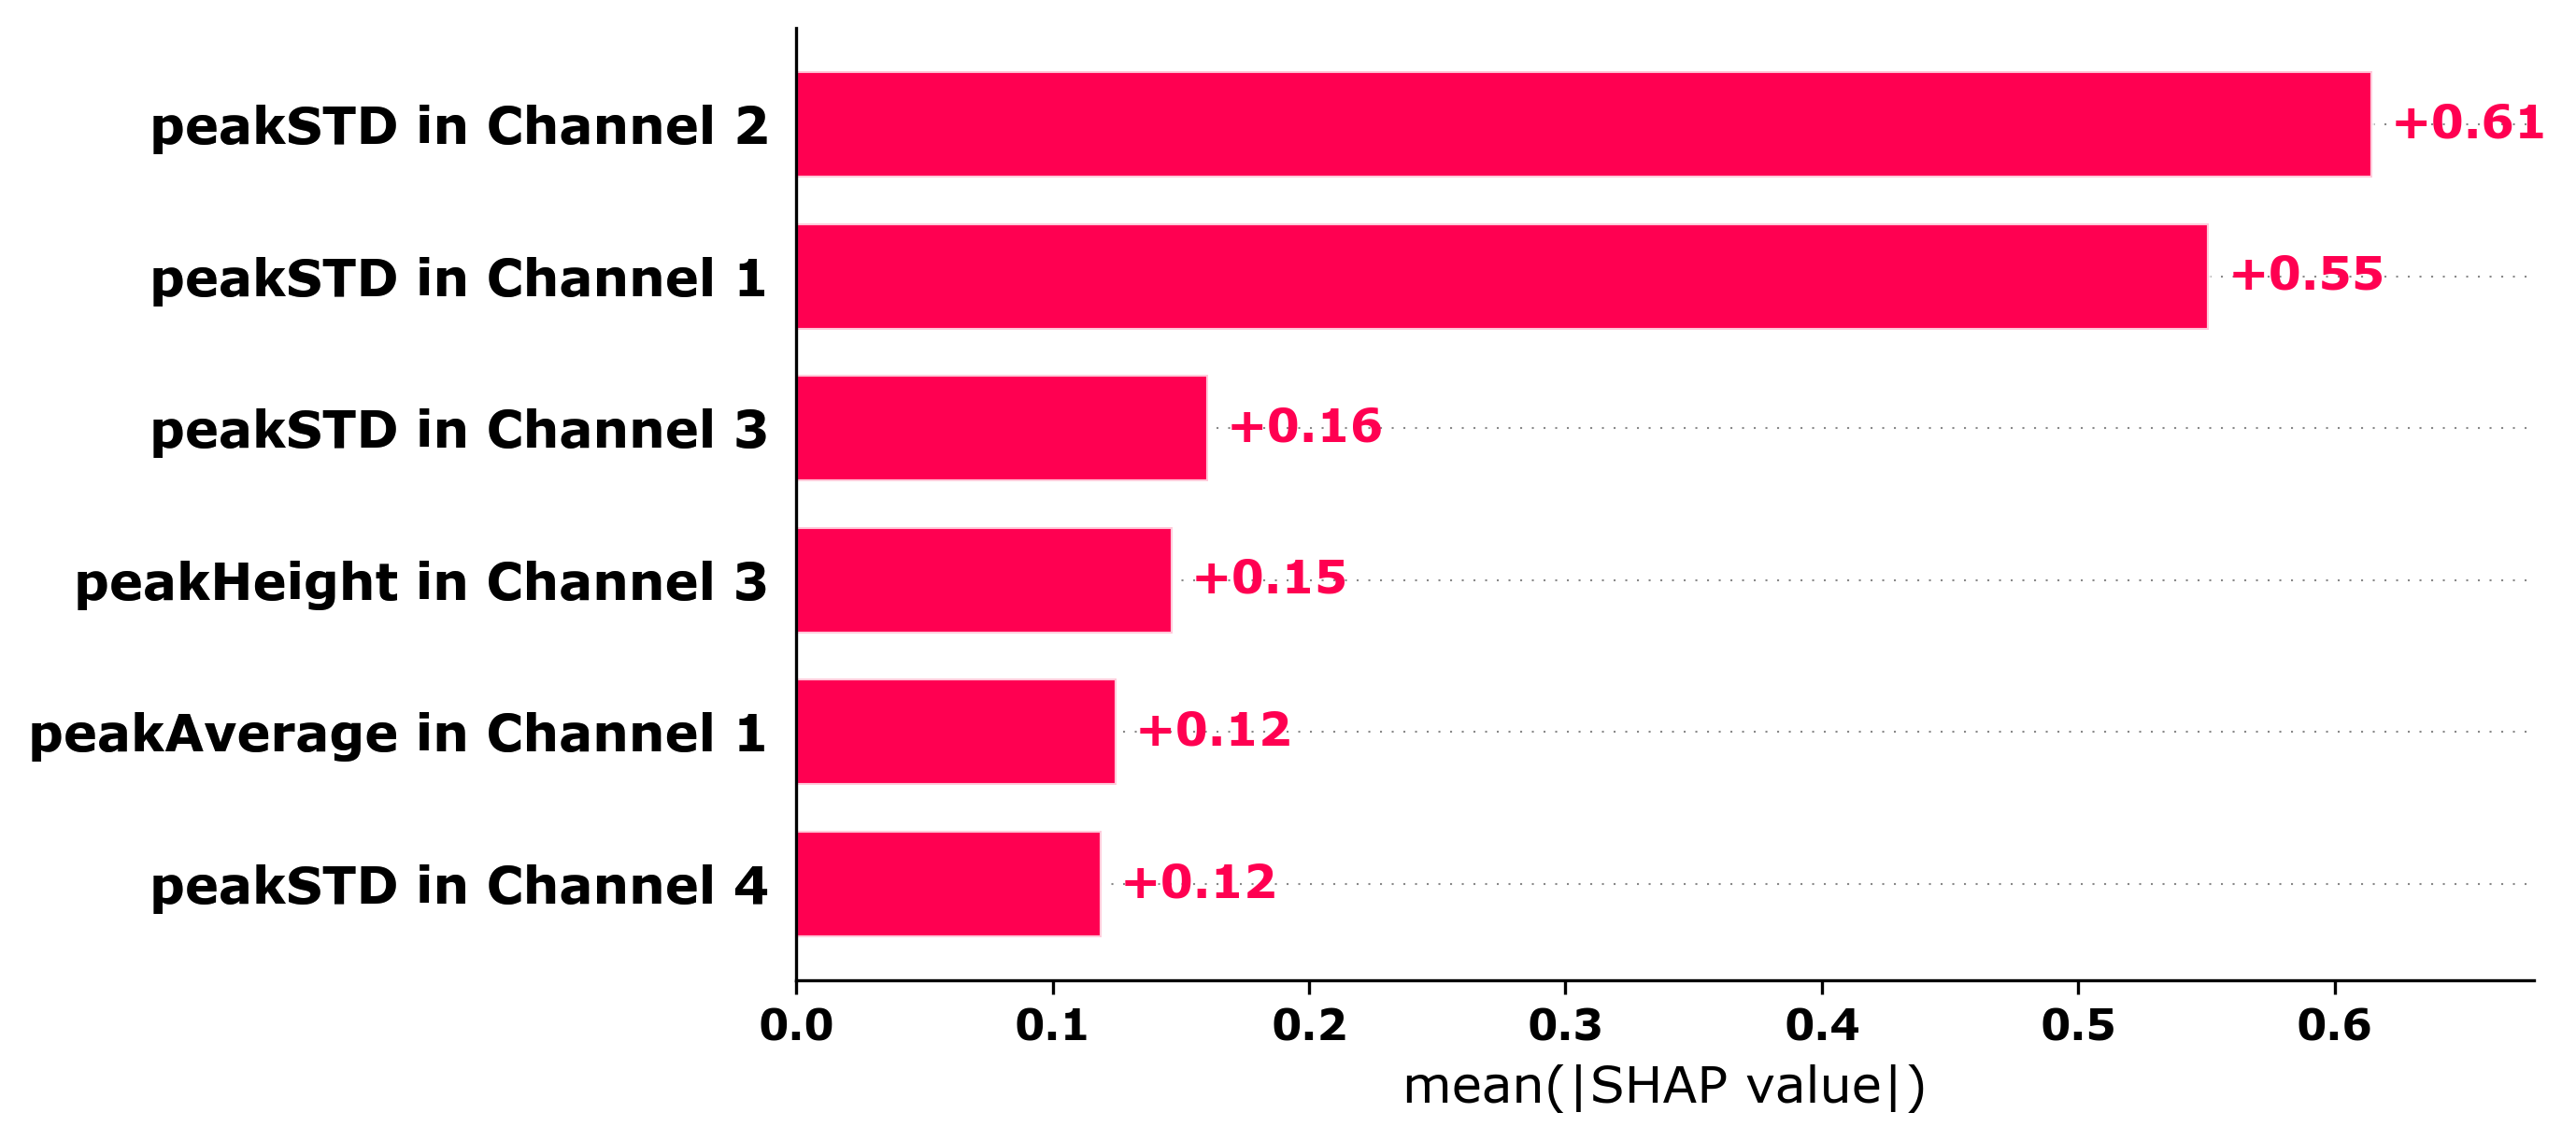 peakSTD in Channel 2 +0.61
peakSTD in Channel 1 +0.55
peakSTD in Channel 3 +0.16
peakHeight in Channel 3 +0.15
peakAverage in Channel 1 +0.12
peakSTD in Channel 4 +0.12
0.0 0.1 0.2 0.3 0.4 0.5 0.6
mean(|SHAP value|)